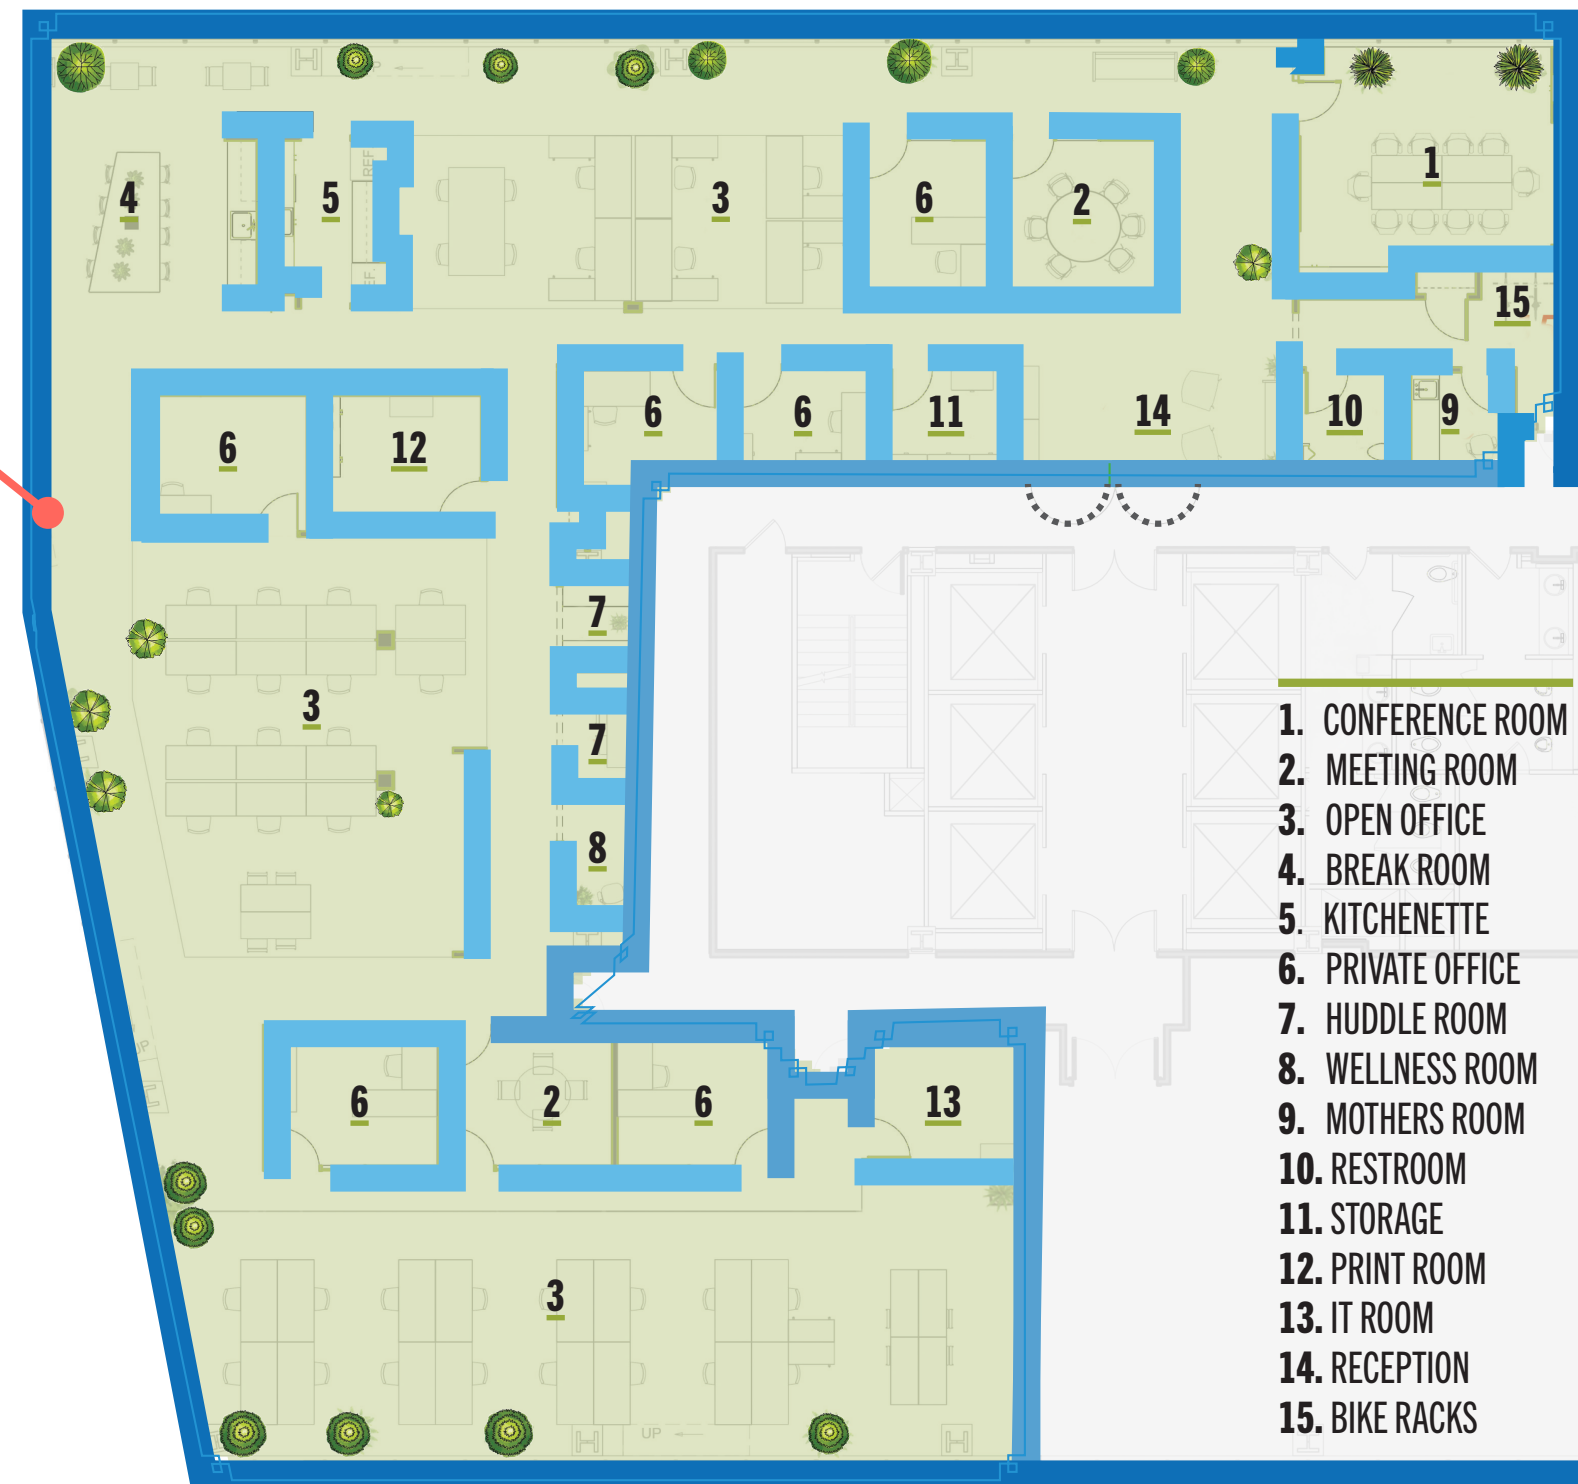 1
4
5
3
6
2
REF
15
6
6
11
14
10
9
6
12
7
3
7
8
6
2
6
13
3
UP
1. CONFERENCE ROOM
2. MEETING ROOM
3. OPEN OFFICE
4. BREAK ROOM
5. KITCHENETTE
6. PRIVATE OFFICE
7. HUDDLE ROOM
8. WELLNESS ROOM
9. MOTHERS ROOM
10. RESTROOM
11. STORAGE
12. PRINT ROOM
13. IT ROOM
14. RECEPTION
15. BIKE RACKS